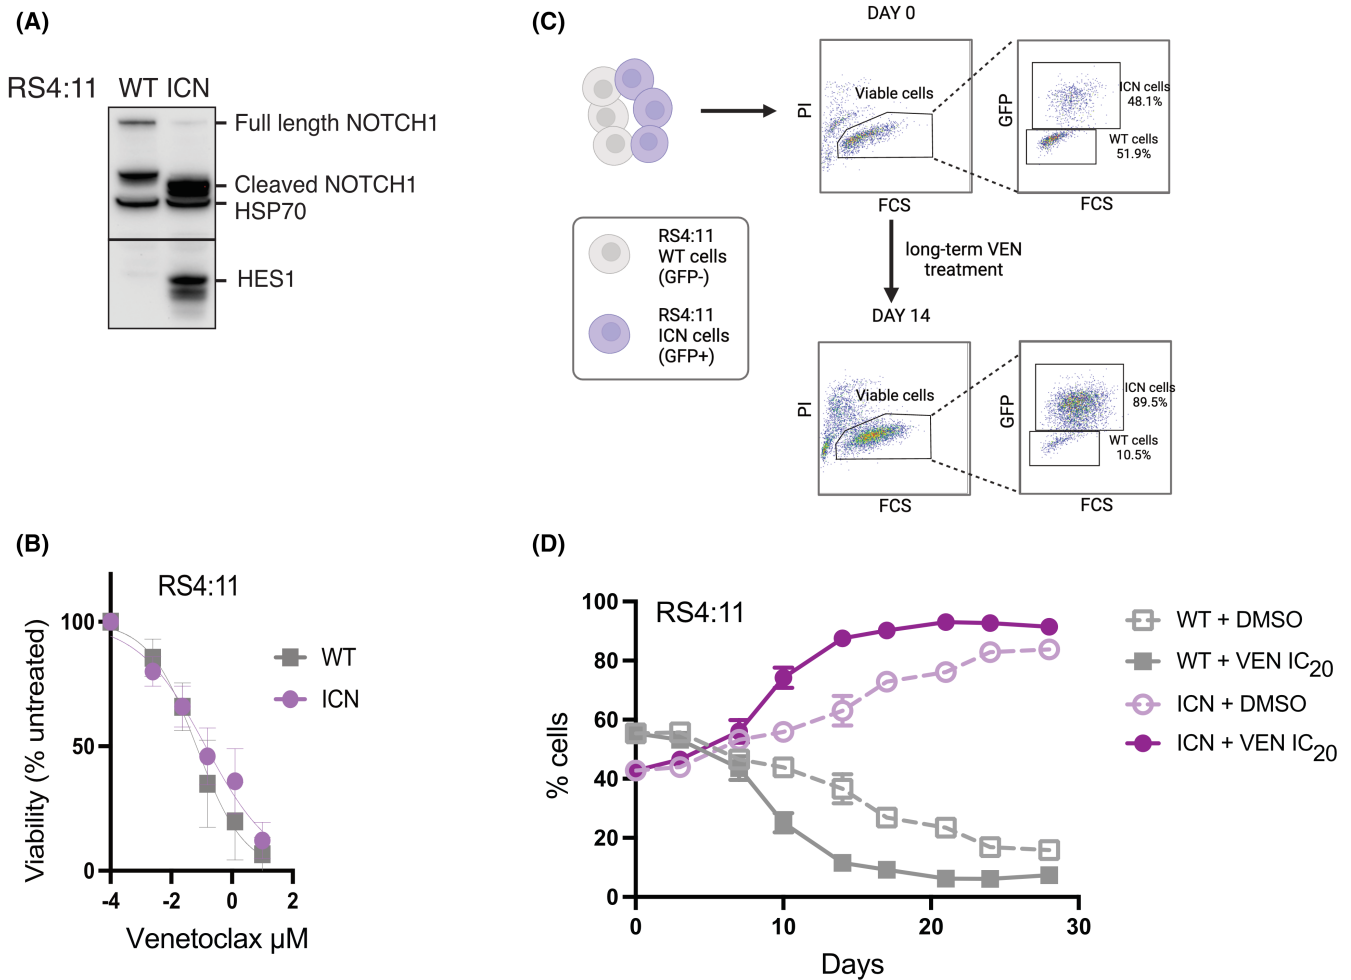 (A)
RS4:11 WT ICN
Full length NOTCH1
Cleaved NOTCH1
HSP70
HES1
(B)
RS4:11
Viability (% untreated)
100
50
0
-4 -2 0 2
Venetoclax µM
WT
ICN
(C)
DAY 0
RS4:11
WT cells
(GFP-)
RS4:11
ICN cells
(GFP+)
PI
Viable cells
FCS
GFP
ICN cells
48.1%
WT cells
51.9%
FCS
long-term VEN
treatment
DAY 14
PI
Viable cells
FCS
GFP
ICN cells
89.5%
WT cells
10.5%
FCS
(D)
RS4:11
% cells
100
80
60
40
20
0
0 10 20 30
Days
WT + DMSO
WT + VEN IC20
ICN + DMSO
ICN + VEN IC20